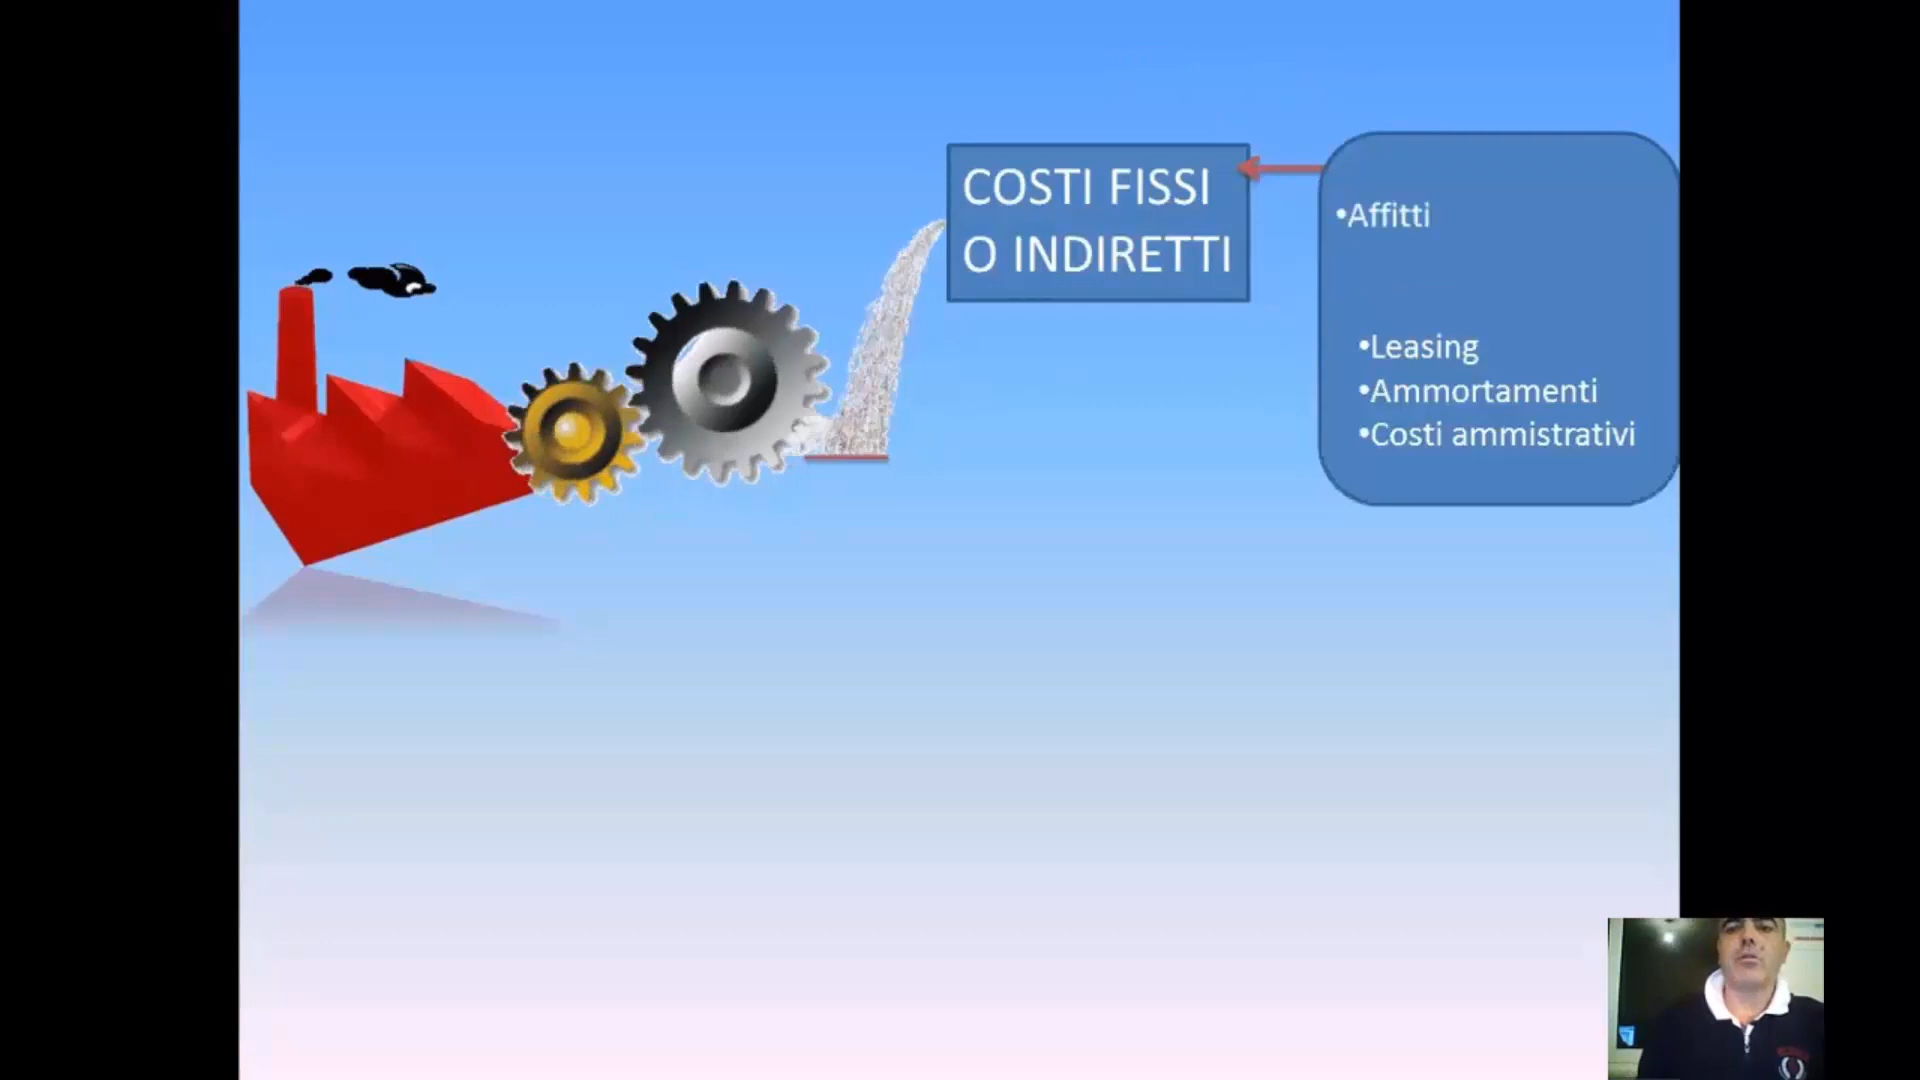 COSTI FISSI
O INDIRETTI
•Affitti
•Leasing
•Ammortamenti
•Costi ammistrativi